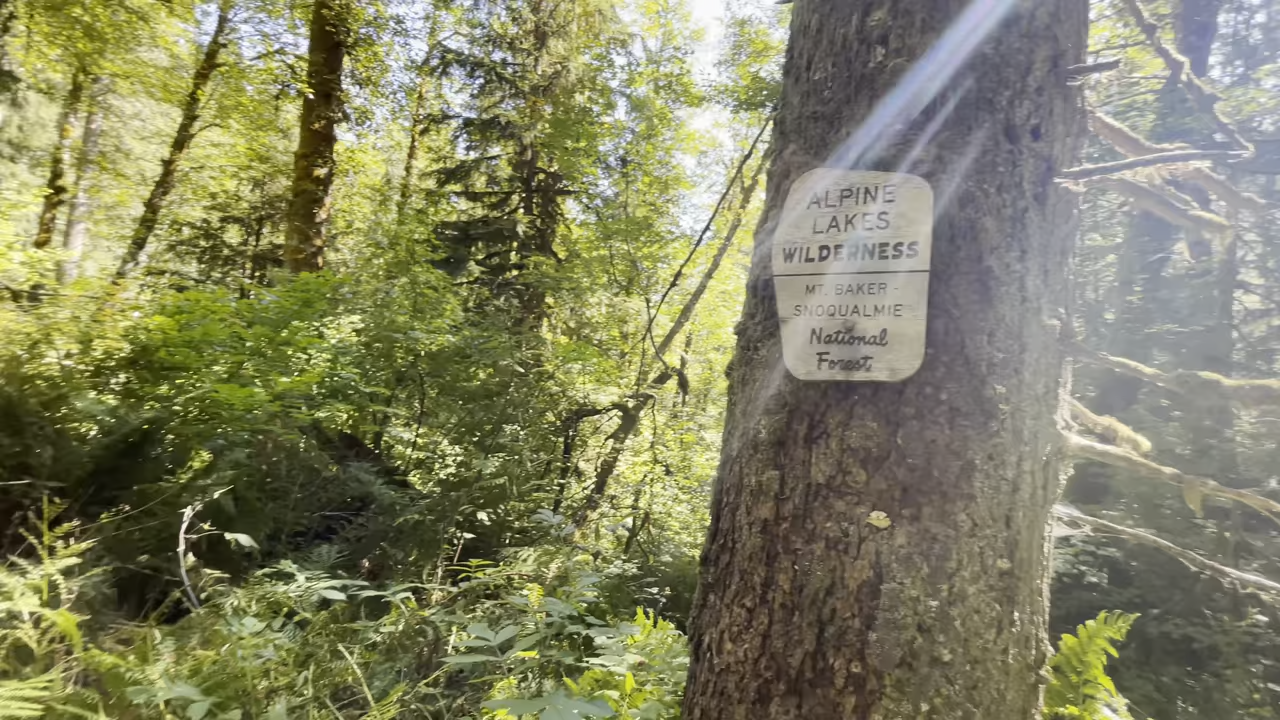 ALPINE
LAKES
WILDERNESS
MT. BAKER -
SNOQUALMIE
National
Forest